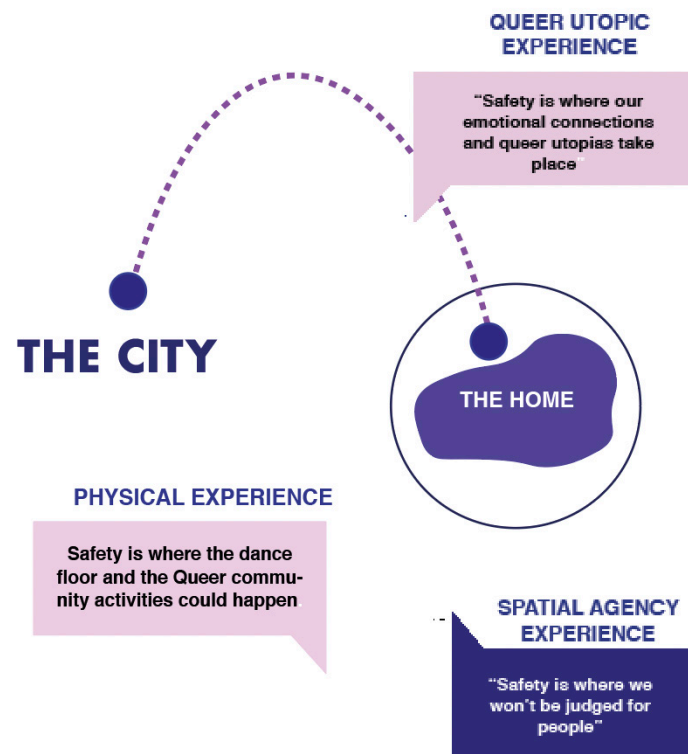 QUEER UTOPIC
EXPERIENCE
"Safety is where our
emotional connections
and queer utopias take
place"
THE CITY
THE HOME
PHYSICAL EXPERIENCE
Safety is where the dance
floor and the Queer commu-
nity activities could happen.
SPATIAL AGENCY
EXPERIENCE
"Safety is where we
won't be judged for
people"